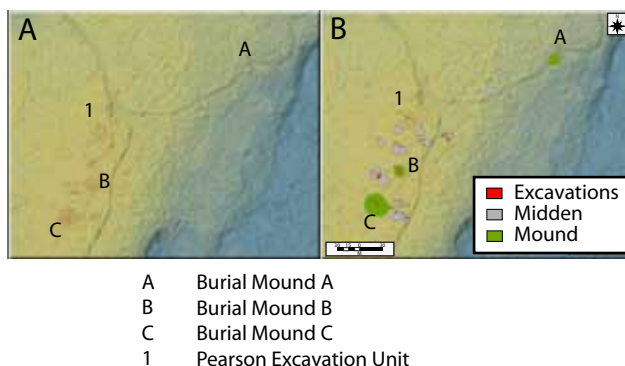 A
A
1
B
C
B
A
1
B
C
Excavations
Midden
Mound
M
A Burial Mound A
B Burial Mound B
C Burial Mound C
1 Pearson Excavation Unit